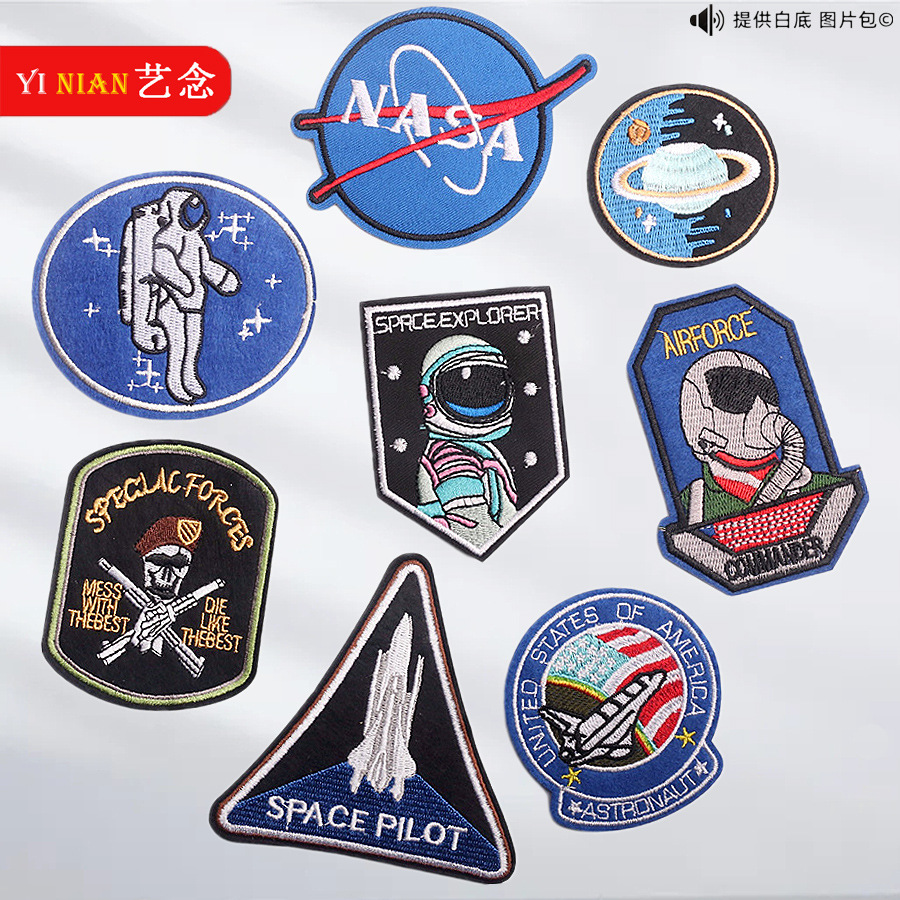 提供白底 图片包©
YI NIAN艺念
NASA
SPACE.EXPLORER
AIRFORCE
COMMANDER
SPECIAC FORCES
MESS
WITH
THEBEST
DIE
LIKE
THEBEST
SPACE PILOT
UNITED STATES OF AMERICA
ASTRONAUT